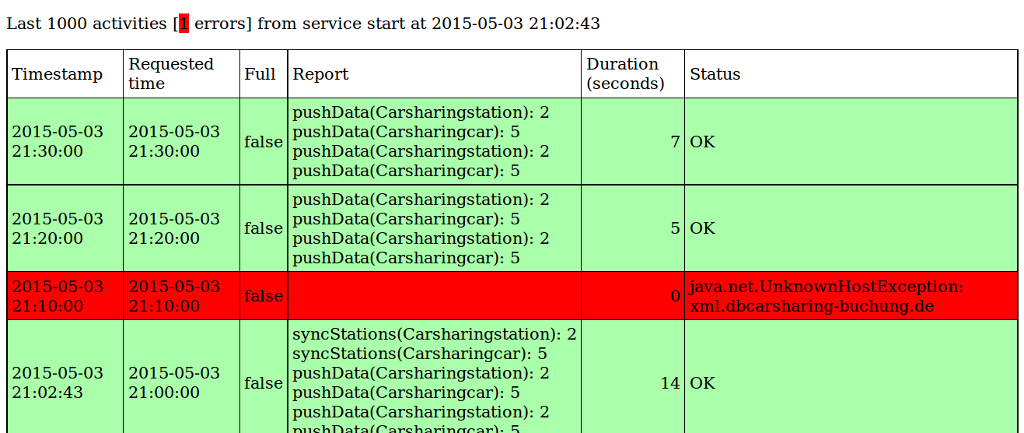 Last 1000 activities [1 errors] from service start at 2015-05-03 21:02:43
Timestamp Requested time Full Report Duration (seconds) Status
2015-05-03 21:30:00 2015-05-03 21:30:00 false
pushData(Carsharingstation): 2
pushData(Carsharingcar): 5
pushData(Carsharingstation): 2
pushData(Carsharingcar): 5
7 OK
2015-05-03 21:20:00 2015-05-03 21:20:00 false
pushData(Carsharingstation): 2
pushData(Carsharingcar): 5
pushData(Carsharingstation): 2
pushData(Carsharingcar): 5
5 OK
2015-05-03 21:10:00 2015-05-03 21:10:00 false 0
java.net.UnknownHostException:
xml.dbcarsharing-buchung.de
2015-05-03 21:02:43 2015-05-03 21:00:00 false
syncStations(Carsharingstation): 2
syncStations(Carsharingcar): 5
pushData(Carsharingstation): 2
pushData(Carsharingcar): 5
pushData(Carsharingstation): 2
pushData(Carsharingcar): 5
14 OK